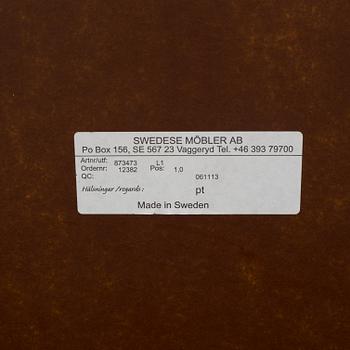 SWEDESE MÖBLER AB
Po Box 156, SE 567 23 Vaggeryd Tel. +46 393 79700
Artnr/utf: 873473 L1
Ordernr: 12382 Pos: 1.0
QC: 061113
Hälsningar/regards: pt
Made in Sweden